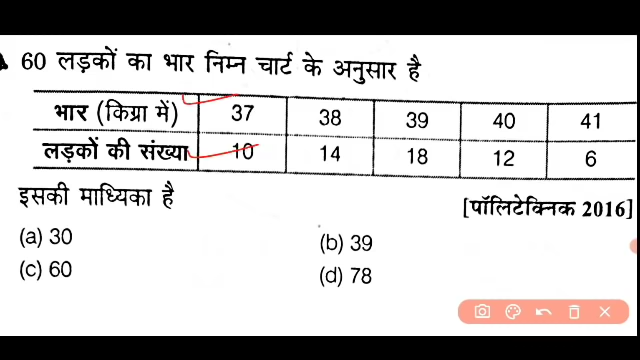 60 लड़कों का भार निम्न चार्ट के अनुसार है
भार (किग्रा में) 37 38 39 40 41
लड़कों की संख्या 10 14 18 12 6
इसकी माध्यिका है
[पॉलिटेक्निक 2016]
(a) 30 (b) 39
(c) 60 (d) 78